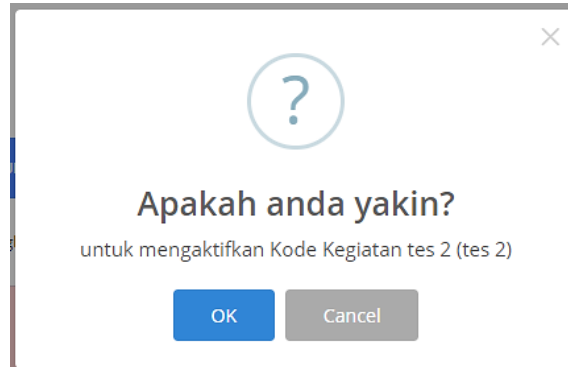 ?
Apakah anda yakin?
untuk mengaktifkan Kode Kegiatan tes 2 (tes 2)
OK
Cancel